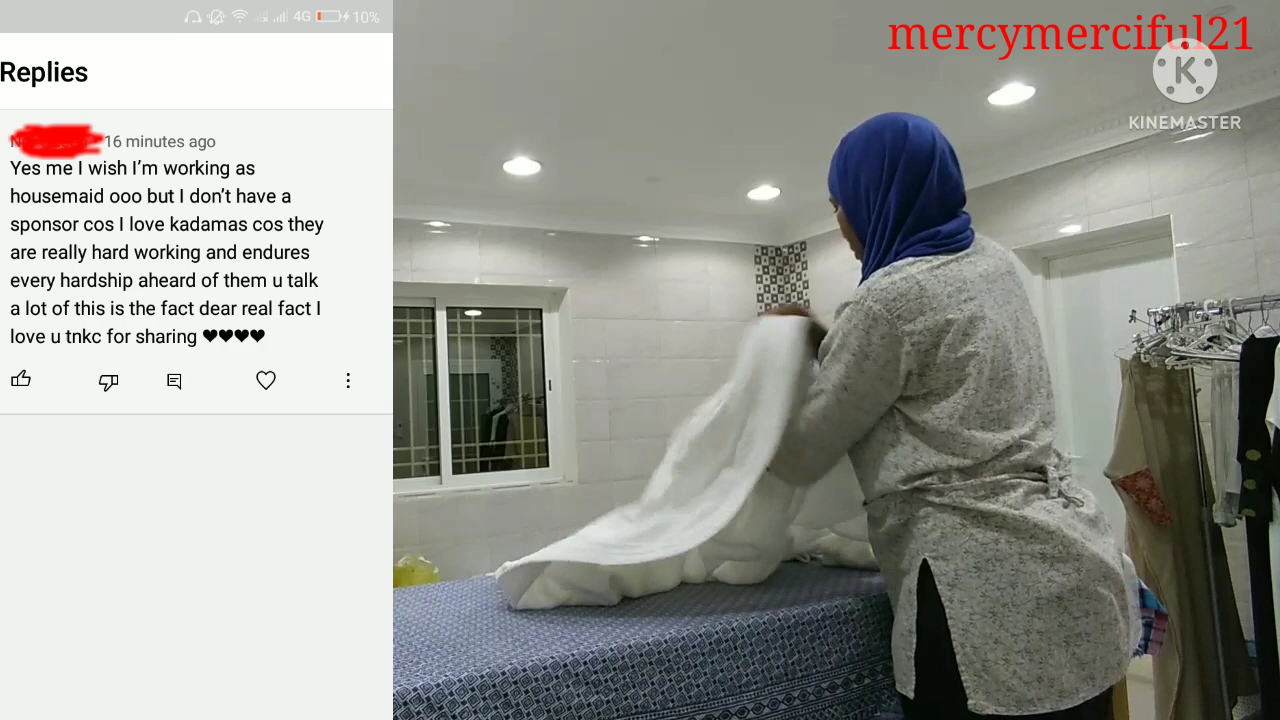 4G 10%
Replies
16 minutes ago
Yes me I wish I'm working as
housemaid ooo but I don't have a
sponsor cos I love kadamas cos they
are really hard working and endures
every hardship aheard of them u talk
a lot of this is the fact dear real fact I
love u tnkc for sharing ♥♥♥♥
mercymerciful21
K
KINEMASTER